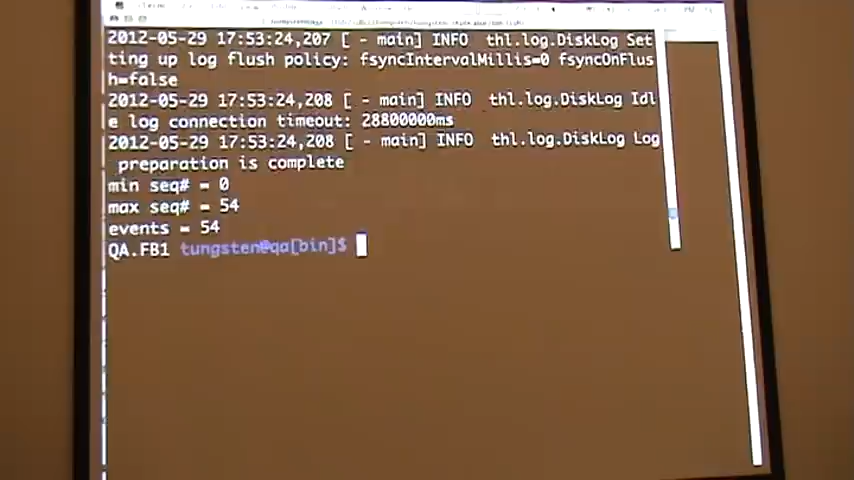 2012-05-29 17:53:24,207 [ - main] INFO  thl.log.DiskLog Set
ting up log flush policy: fsyncIntervalMillis=0 fsyncOnFlus
h=false
2012-05-29 17:53:24,208 [ - main] INFO  thl.log.DiskLog Idl
e log connection timeout: 28800000ms
2012-05-29 17:53:24,208 [ - main] INFO  thl.log.DiskLog Log
 preparation is complete
min seq# = 0
max seq# = 54
events = 54
QA.FB1 tungsten@qa[bin]$